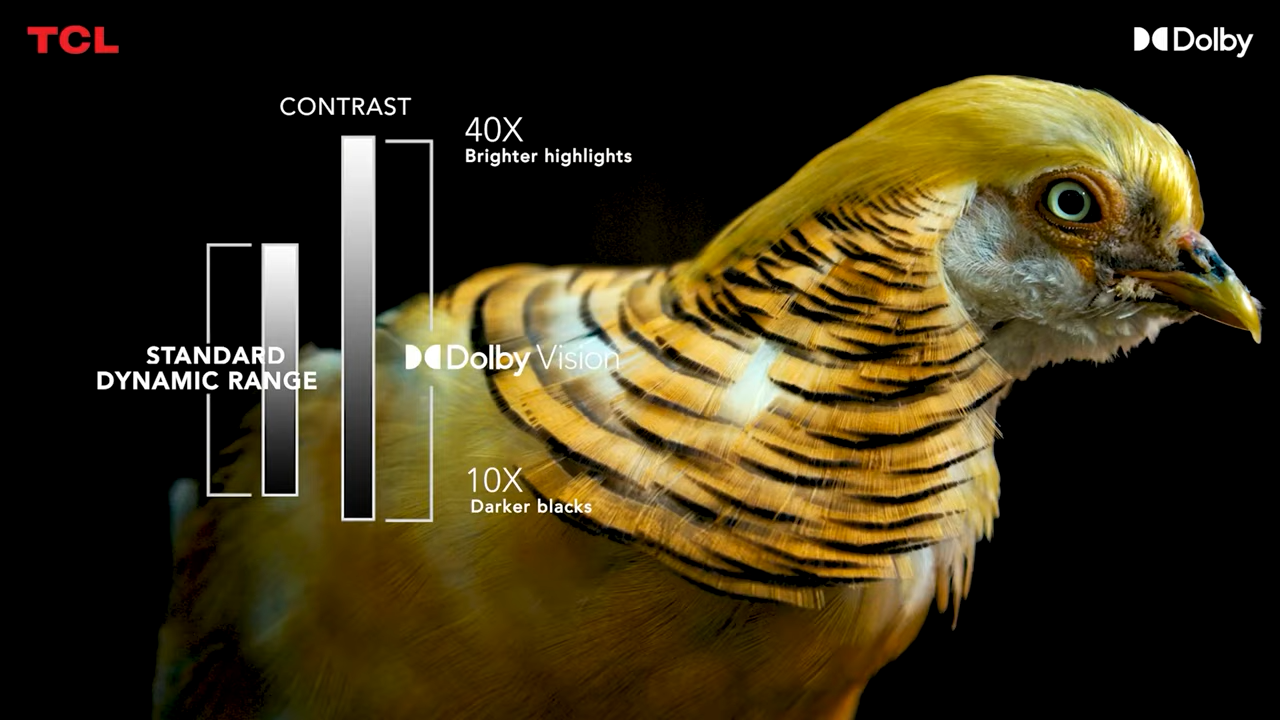 TCL
Dolby
CONTRAST
40X
Brighter highlights
STANDARD
DYNAMIC RANGE
Dolby Vision
10X
Darker blacks